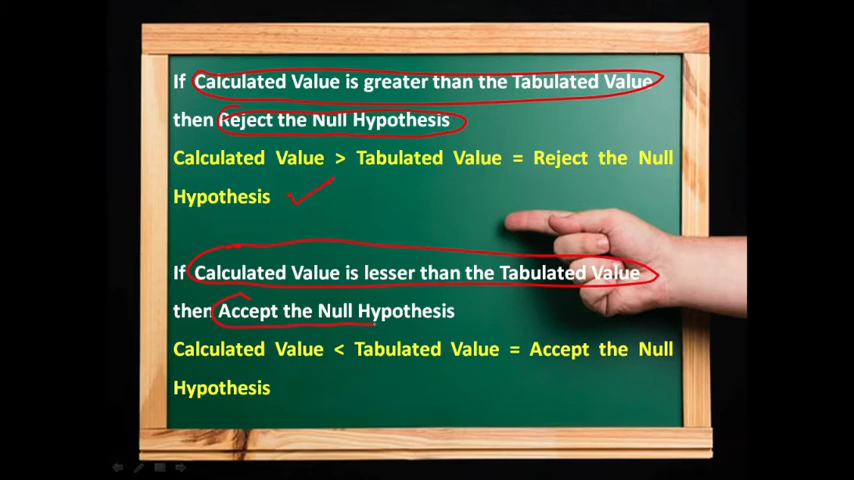 If Calculated Value is greater than the Tabulated Value
then Reject the Null Hypothesis
Calculated Value > Tabulated Value = Reject the Null
Hypothesis
If Calculated Value is lesser than the Tabulated Value
then Accept the Null Hypothesis
Calculated Value < Tabulated Value = Accept the Null
Hypothesis